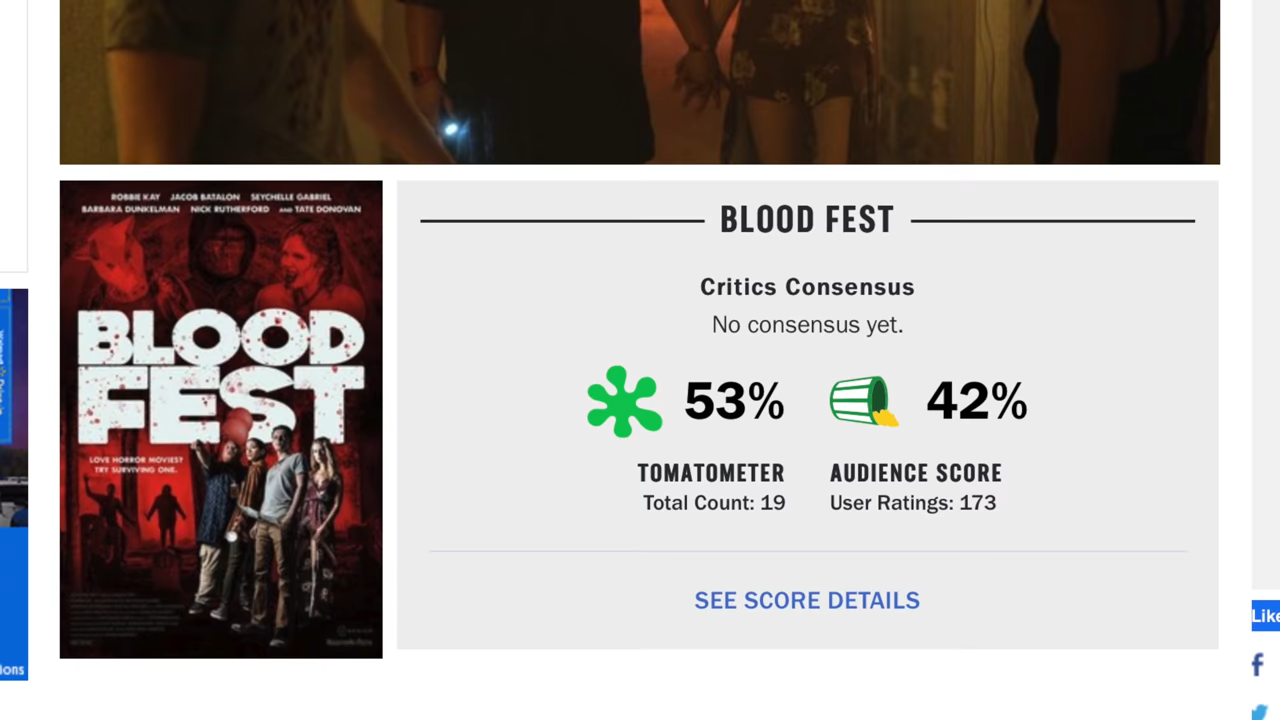 ROBBIE KAY JACOB BATALON SEYCHELLE GABRIEL
BARBARA DUNKELMAN NICK RUTHERFORD AND TATE DONOVAN
BLOOD
FEST
LOVE HORROR MOVIES?
TRY SURVIVING ONE.
BLOOD FEST
Critics Consensus
No consensus yet.
53%
42%
TOMATOMETER
AUDIENCE SCORE
Total Count: 19
User Ratings: 173
SEE SCORE DETAILS
ions
Like
f